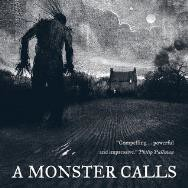 "Compelling... powerful
and impressive." Philip Pullman
A MONSTER CALLS